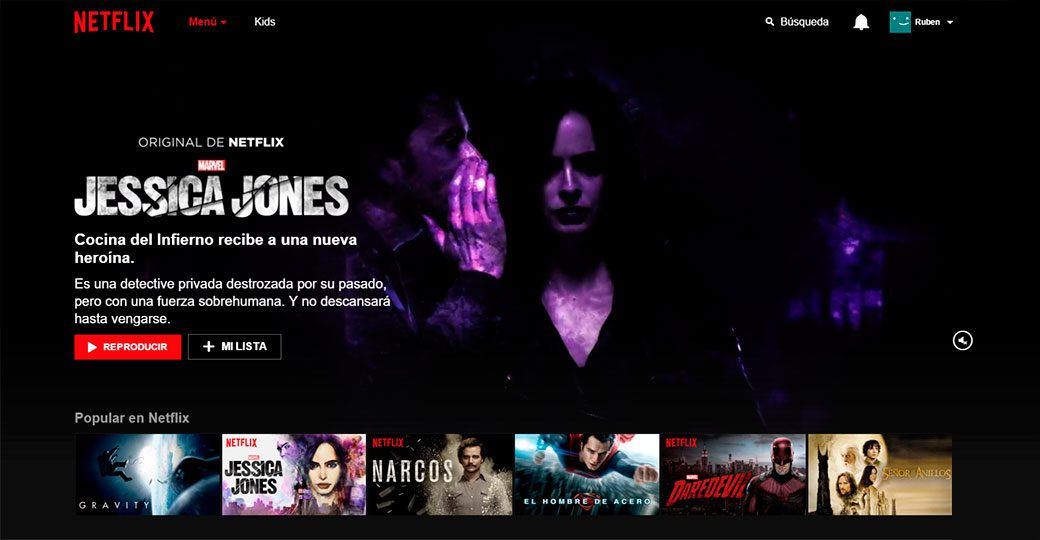 NETFLIX
Menú
Kids
Búsqueda
Ruben
ORIGINAL DE NETFLIX
MARVEL
JESSICA JONES
Cocina del Infierno recibe a una nueva
heroína.
Es una detective privada destrozada por su pasado,
pero con una fuerza sobrehumana. Y no descansará
hasta vengarse.
REPRODUCIR
MI LISTA
Popular en Netflix
GRAVITY
NETFLIX
MARVEL
JESSICA
JONES
NETFLIX
NARCOS
EL HOMBRE DE ACERO
NETFLIX
MARVEL
DAREDEVIL
SEÑOR DE LOS ANILLOS